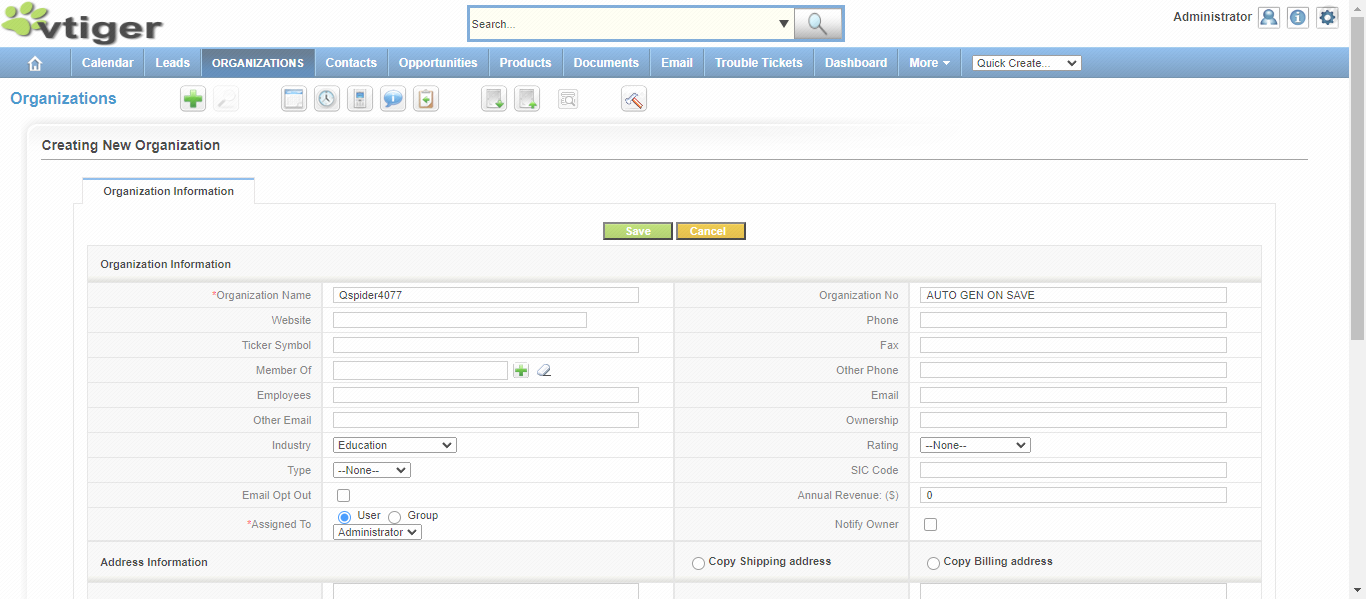 vtiger
Search...
Administrator
Calendar Leads ORGANIZATIONS Contacts Opportunities Products Documents Email Trouble Tickets Dashboard More Quick Create...
Organizations
Creating New Organization
Organization Information
Save Cancel
Organization Information
*Organization Name Qspider4077 Organization No AUTO GEN ON SAVE
Website Phone
Ticker Symbol Fax
Member Of Other Phone
Employees Email
Other Email Ownership
Industry Education Rating --None--
Type --None-- SIC Code
Email Opt Out Annual Revenue: ($) 0
*Assigned To User Group Notify Owner
Administrator
Address Information Copy Shipping address Copy Billing address